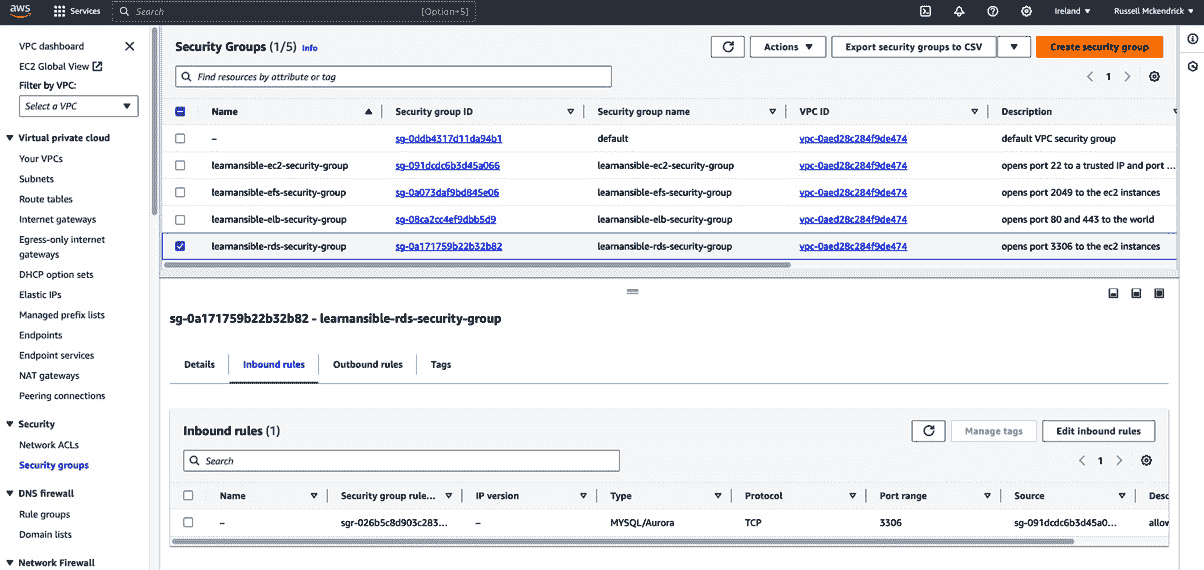 aws Services Search [Option+S] Ireland Russell Mckendrick
VPC dashboard
EC2 Global View
Filter by VPC:
Select a VPC
Virtual private cloud
Your VPCs
Subnets
Route tables
Internet gateways
Egress-only internet
gateways
DHCP option sets
Elastic IPs
Managed prefix lists
Endpoints
Endpoint services
NAT gateways
Peering connections
Security
Network ACLs
Security groups
DNS firewall
Rule groups
Domain lists
Network Firewall
Security Groups (1/5) Info Actions Export security groups to CSV Create security group
Find resources by attribute or tag 1
Name Security group ID Security group name VPC ID Description
– sg-0ddb4317d11da94b1 default vpc-0aed28c284f9de474 default VPC security group
learnansible-ec2-security-group sg-091dcdc6b3d45a066 learnansible-ec2-security-group vpc-0aed28c284f9de474 opens port 22 to a trusted IP and port ...
learnansible-efs-security-group sg-0a073daf9bd845e06 learnansible-efs-security-group vpc-0aed28c284f9de474 opens port 2049 to the ec2 instances
learnansible-elb-security-group sg-08ca2cc4ef9dbb5d9 learnansible-elb-security-group vpc-0aed28c284f9de474 opens port 80 and 443 to the world
learnansible-rds-security-group sg-0a171759b22b32b82 learnansible-rds-security-group vpc-0aed28c284f9de474 opens port 3306 to the ec2 instances
sg-0a171759b22b32b82 - learnansible-rds-security-group
Details Inbound rules Outbound rules Tags
Inbound rules (1) Manage tags Edit inbound rules
Search 1
Name Security group rule... IP version Type Protocol Port range Source Desc
– sgr-026b5c8d903c283... – MYSQL/Aurora TCP 3306 sg-091dcdc6b3d45a0... allow